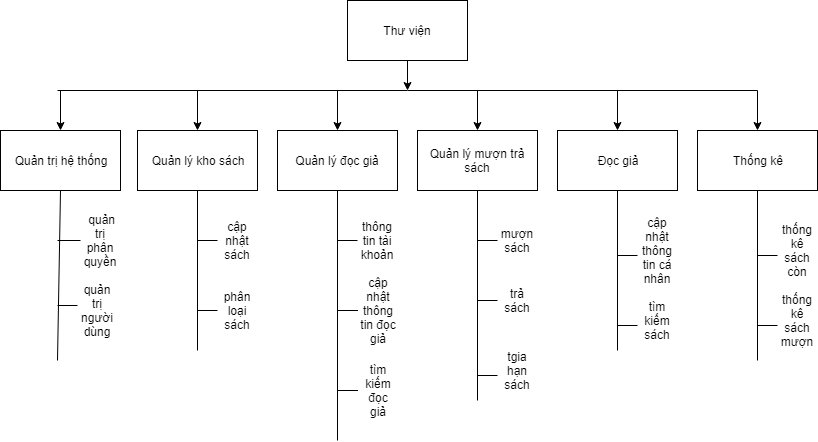 Thư viện
Quản trị hệ thống
Quản lý kho sách
Quản lý đọc giả
Quản lý mượn trả
sách
Đọc giả
Thống kê
quản
trị
phân
quyền
quản
trị
người
dùng
cập
nhật
sách
phân
loại
sách
thông
tin tài
khoản
cập
nhật
thông
tin đọc
giả
tìm
kiếm
đọc
giả
mượn
sách
trả
sách
tgia
hạn
sách
cập
nhật
thông
tin cá
nhân
tìm
kiếm
sách
thống
kê
sách
còn
thống
kê
sách
mượn